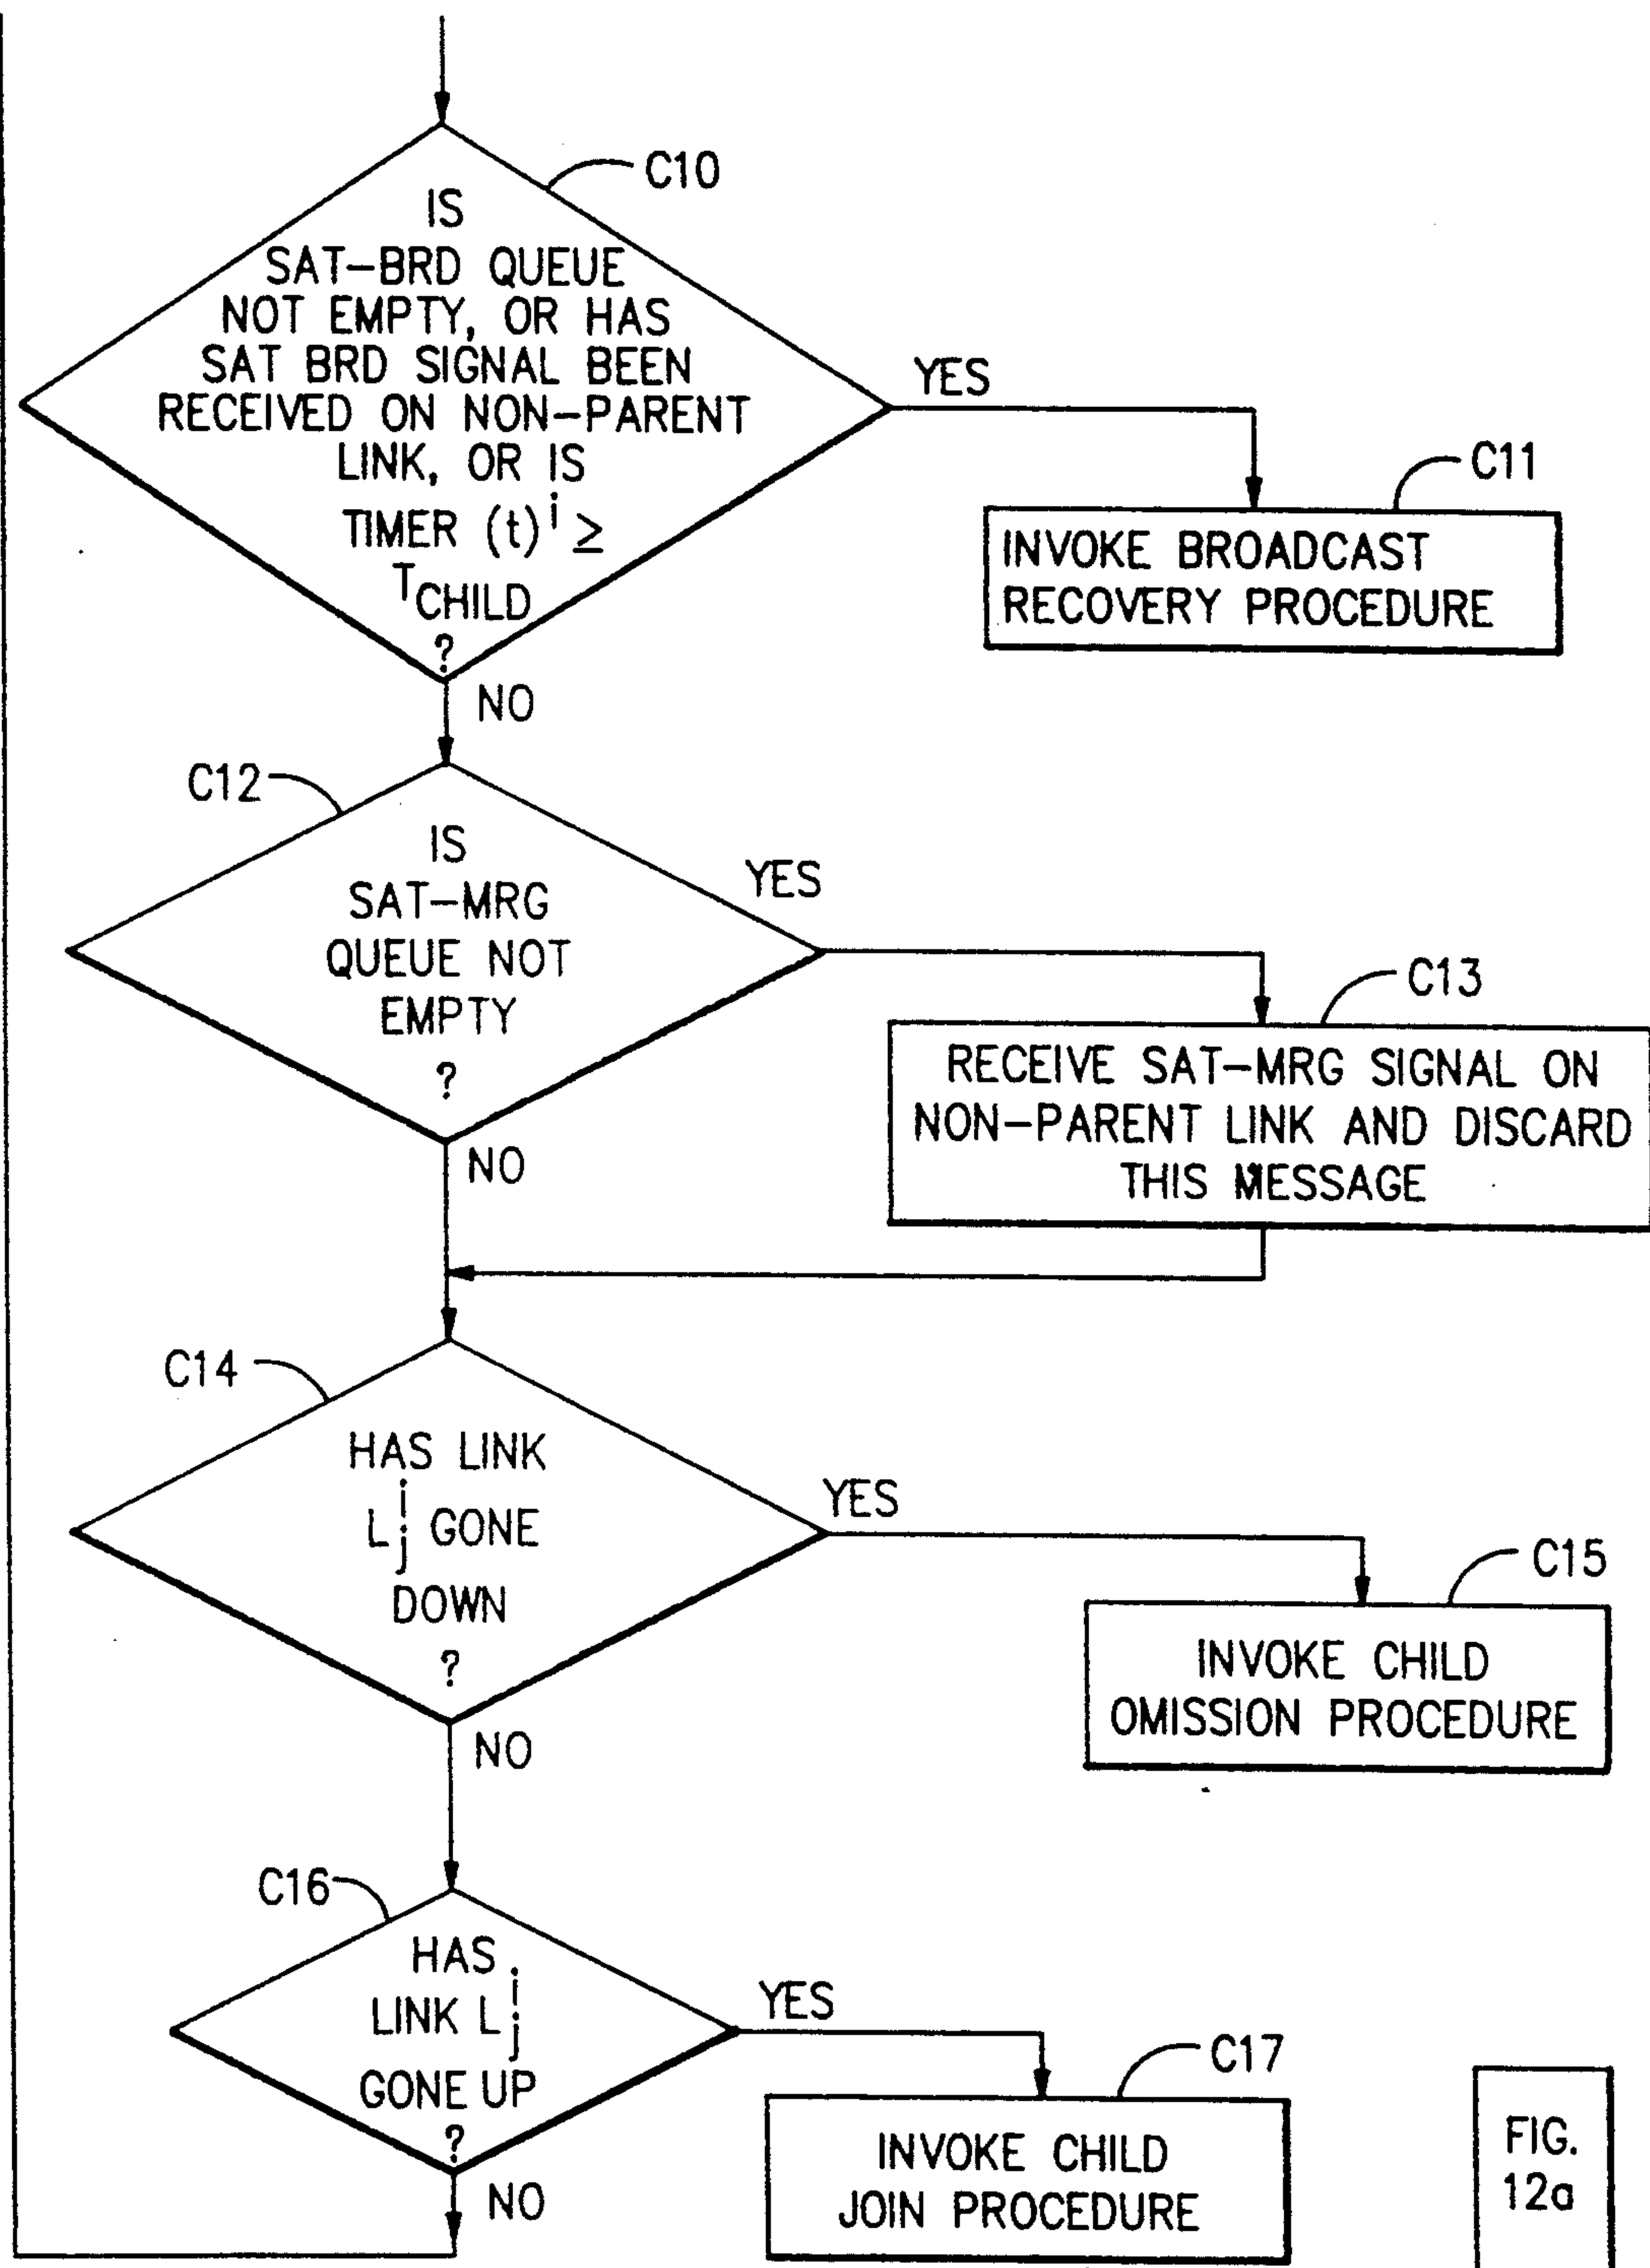 C10
IS
SAT-BRD QUEUE
NOT EMPTY, OR HAS
SAT BRD SIGNAL BEEN
RECEIVED ON NON-PARENT
LINK, OR IS
TIMER (t)^i ≥
T_CHILD
?
YES
C11
INVOKE BROADCAST
RECOVERY PROCEDURE
NO
C12
IS
SAT-MRG
QUEUE NOT
EMPTY
?
YES
C13
RECEIVE SAT-MRG SIGNAL ON
NON-PARENT LINK AND DISCARD
THIS MESSAGE
NO
C14
HAS LINK
L^i_j GONE
DOWN
?
YES
C15
INVOKE CHILD
OMISSION PROCEDURE
NO
C16
HAS
LINK L^i_j
GONE UP
?
YES
C17
INVOKE CHILD
JOIN PROCEDURE
NO
FIG.
12a